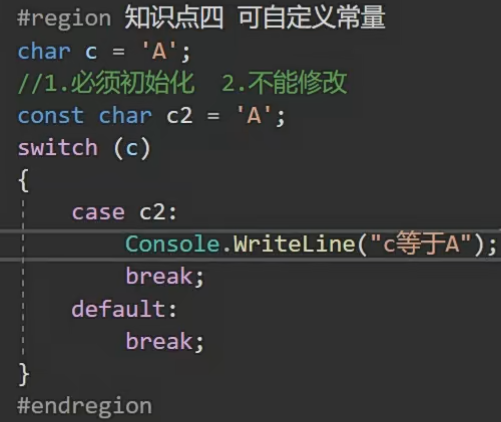 #region 知识点四 可自定义常量
char c = 'A';
//1.必须初始化 2.不能修改
const char c2 = 'A';
switch (c)
{
case c2:
Console.WriteLine("c等于A");
break;
default:
break;
}
#endregion